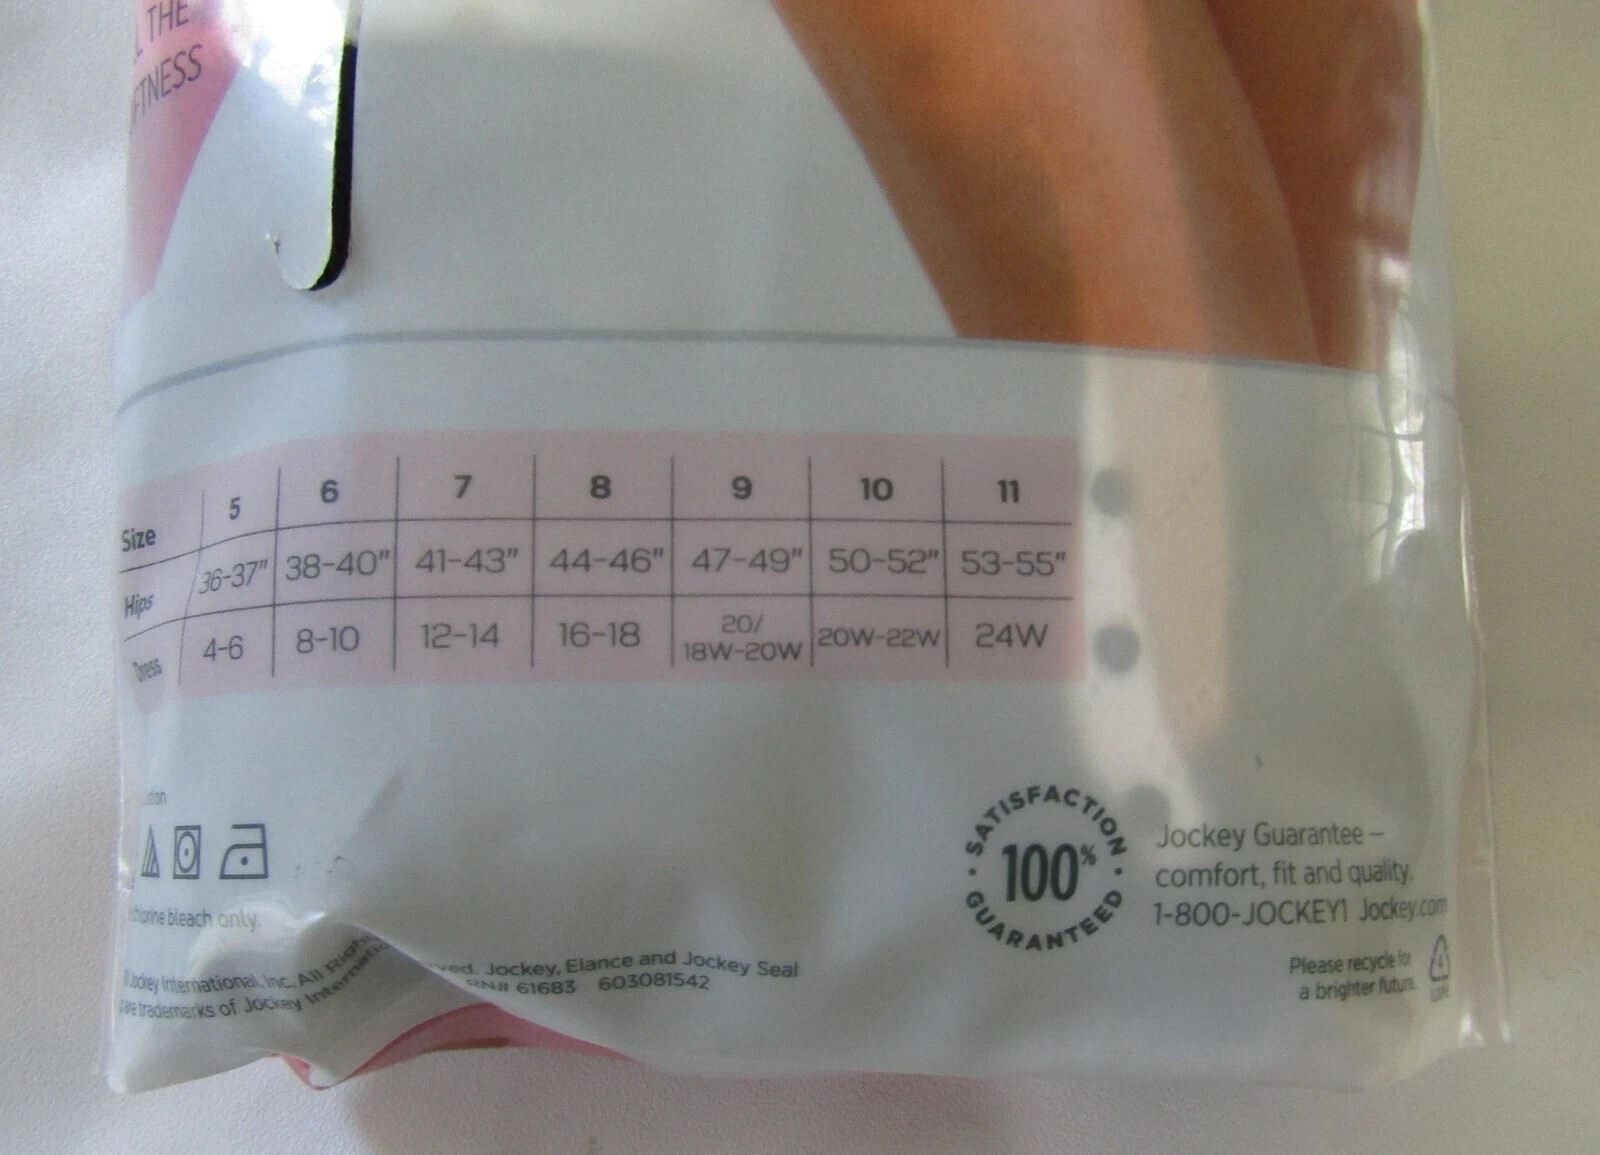 THE
Size 5 6 7 8 9 10 11
Hips 36-37" 38-40" 41-43" 44-46" 47-49" 50-52" 53-55"
Dress 4-6 8-10 12-14 16-18 20/ 18W-20W 20W-22W 24W
chlorine bleach only.
Jockey International, Inc. All Jockey, Elance and Jockey Seal
are trademarks of Jockey RN# 61683 603081542
SATISFACTION
100%
GUARANTEED
Jockey Guarantee –
comfort, fit and quality.
1-800-JOCKEY1 Jockey.com
Please recycle for
a brighter future.
4
LDPE